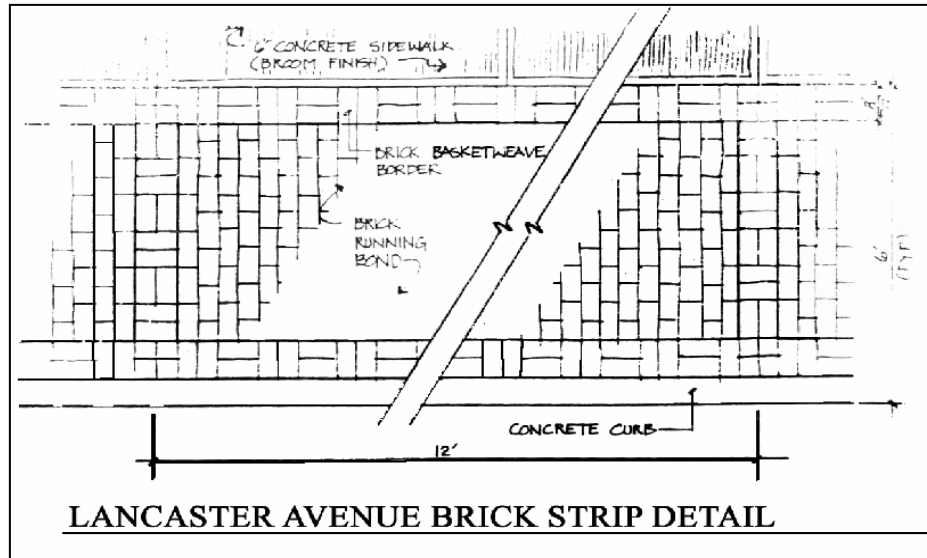 6" CONCRETE SIDEWALK
(BROOM FINISH)
BRICK BASKETWEAVE
BORDER
BRICK
RUNNING
BOND
6'
(TYP)
CONCRETE CURB
12'
LANCASTER AVENUE BRICK STRIP DETAIL